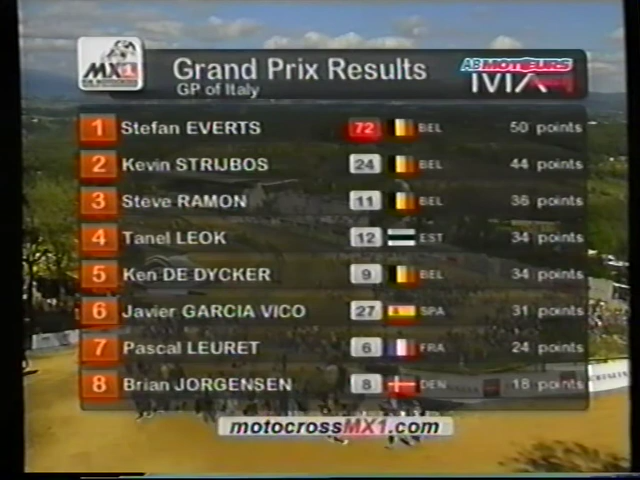 MX1
Grand Prix Results
GP of Italy
AB MOTEURS
1 Stefan EVERTS 72 BEL 50 points
2 Kevin STRIJBOS 24 BEL 44 points
3 Steve RAMON 11 BEL 36 points
4 Tanel LEOK 12 EST 34 points
5 Ken DE DYCKER 9 BEL 34 points
6 Javier GARCIA VICO 27 SPA 31 points
7 Pascal LEURET 6 FRA 24 points
8 Brian JORGENSEN 8 DEN 18 points
motocrossMX1.com